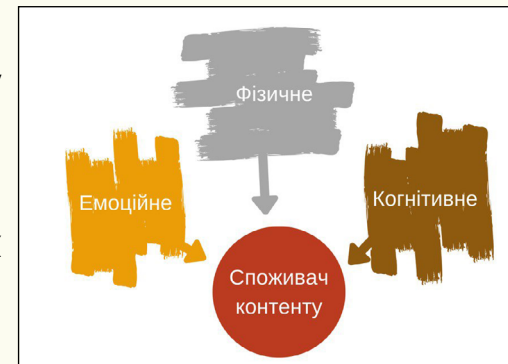 Фізичне
Емоційне
Когнітивне
Споживач
контенту